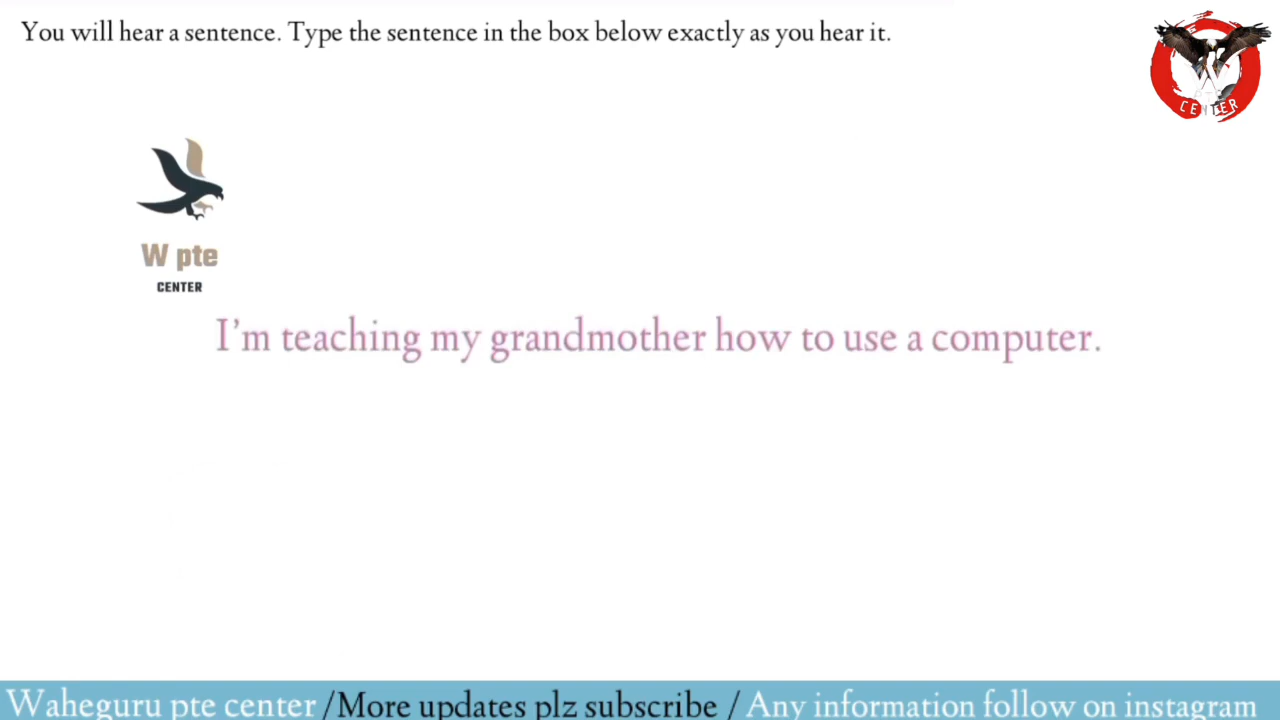 You will hear a sentence. Type the sentence in the box below exactly as you hear it.
W
CENTER
W pte
CENTER
I'm teaching my grandmother how to use a computer.
Waheguru pte center /More updates plz subscribe / Any information follow on instagram